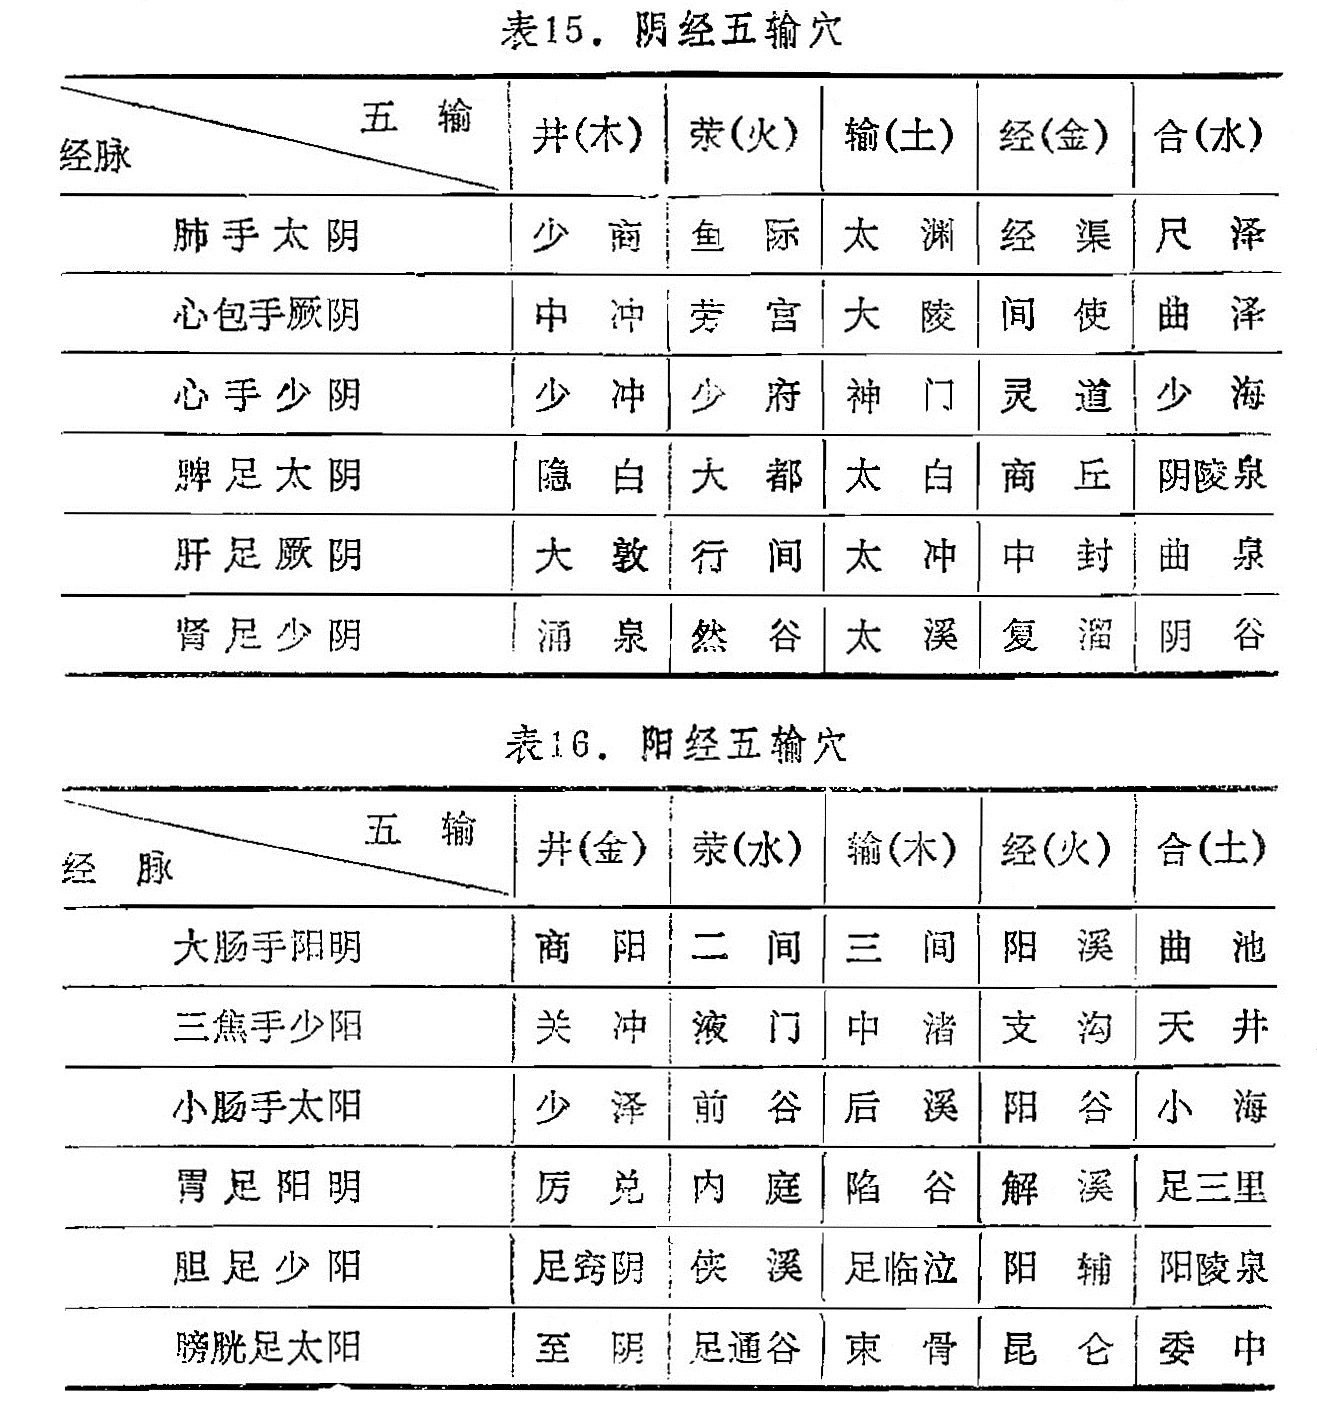 表15. 阴经五输穴
五 输
经脉 井(木) 荥(火) 输(土) 经(金) 合(水)
肺手太阴 少商 鱼际 太渊 经渠 尺泽
心包手厥阴 中冲 劳宫 大陵 间使 曲泽
心手少阴 少冲 少府 神门 灵道 少海
脾足太阴 隐白 大都 太白 商丘 阴陵泉
肝足厥阴 大敦 行间 太冲 中封 曲泉
肾足少阴 涌泉 然谷 太溪 复溜 阴谷
表16. 阳经五输穴
五 输
经脉 井(金) 荥(水) 输(木) 经(火) 合(土)
大肠手阳明 商阳 二间 三间 阳溪 曲池
三焦手少阳 关冲 液门 中渚 支沟 天井
小肠手太阳 少泽 前谷 后溪 阳谷 小海
胃足阳明 厉兑 内庭 陷谷 解溪 足三里
胆足少阳 足窍阴 侠溪 足临泣 阳辅 阳陵泉
膀胱足太阳 至阴 足通谷 束骨 昆仑 委中